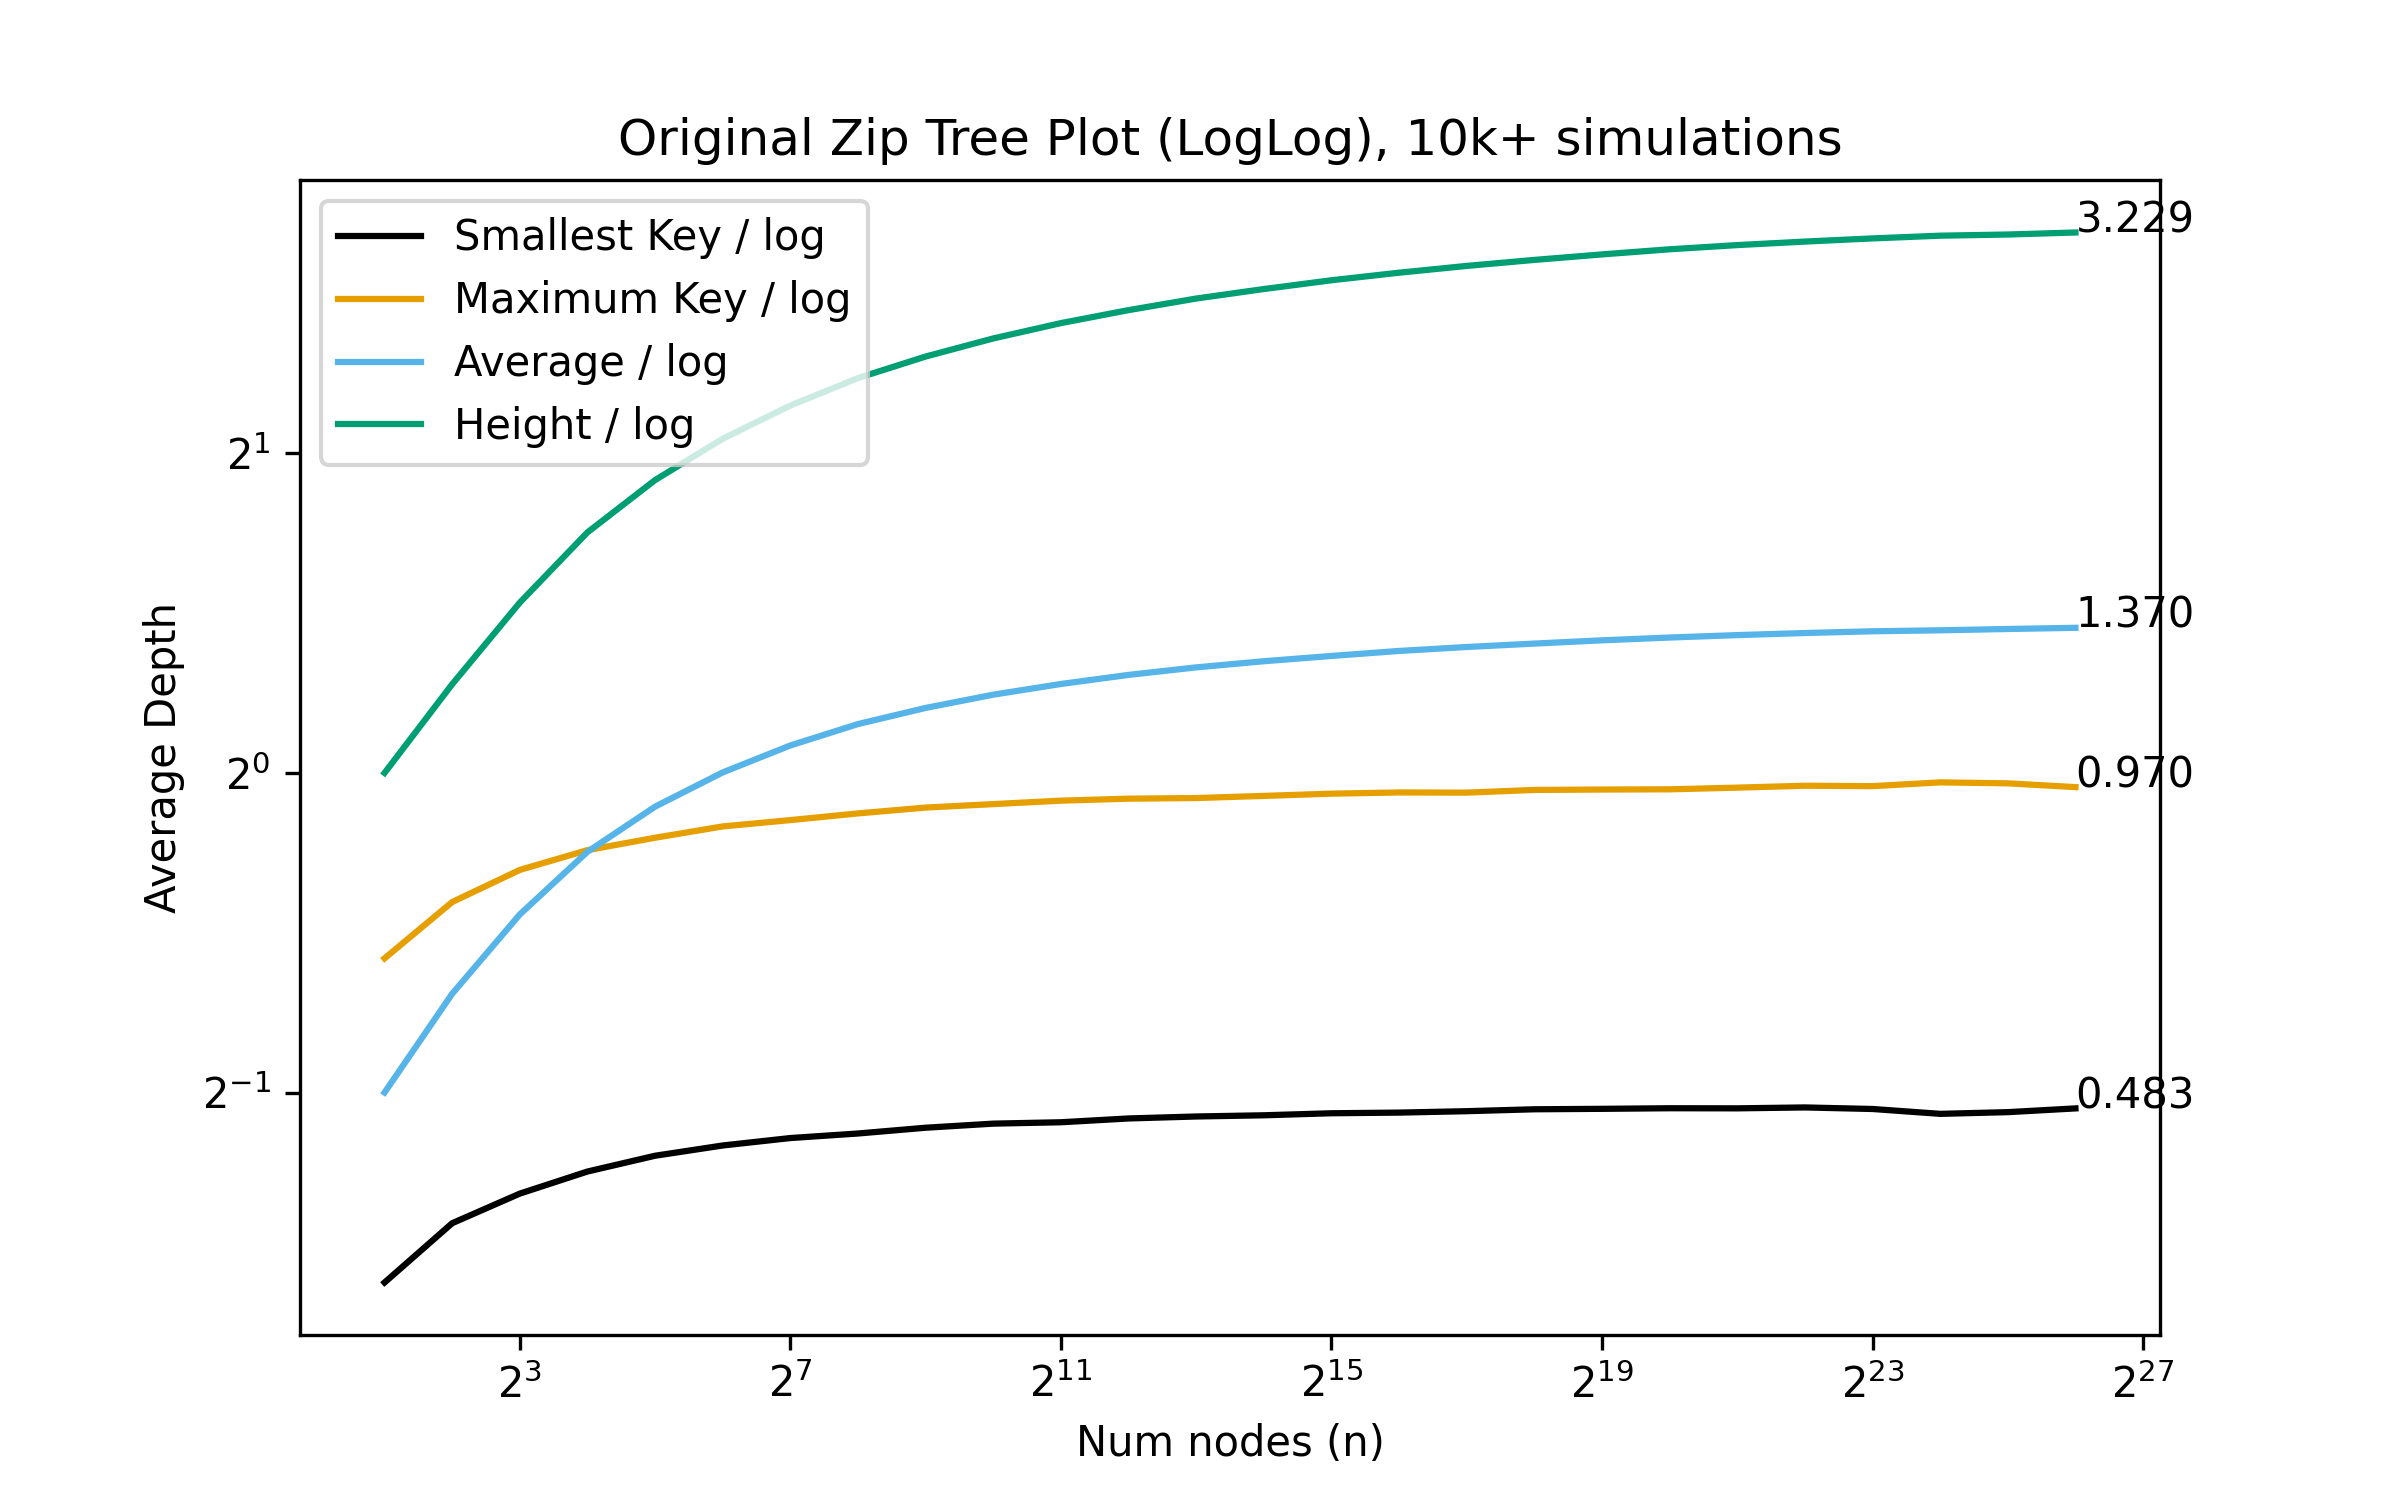 Original Zip Tree Plot (LogLog), 10k+ simulations
Smallest Key / log
Maximum Key / log
Average / log
Height / log
3.229
1.370
0.970
0.483
2¹
2⁰
2⁻¹
Average Depth
2³ 2⁷ 2¹¹ 2¹⁵ 2¹⁹ 2²³ 2²⁷
Num nodes (n)